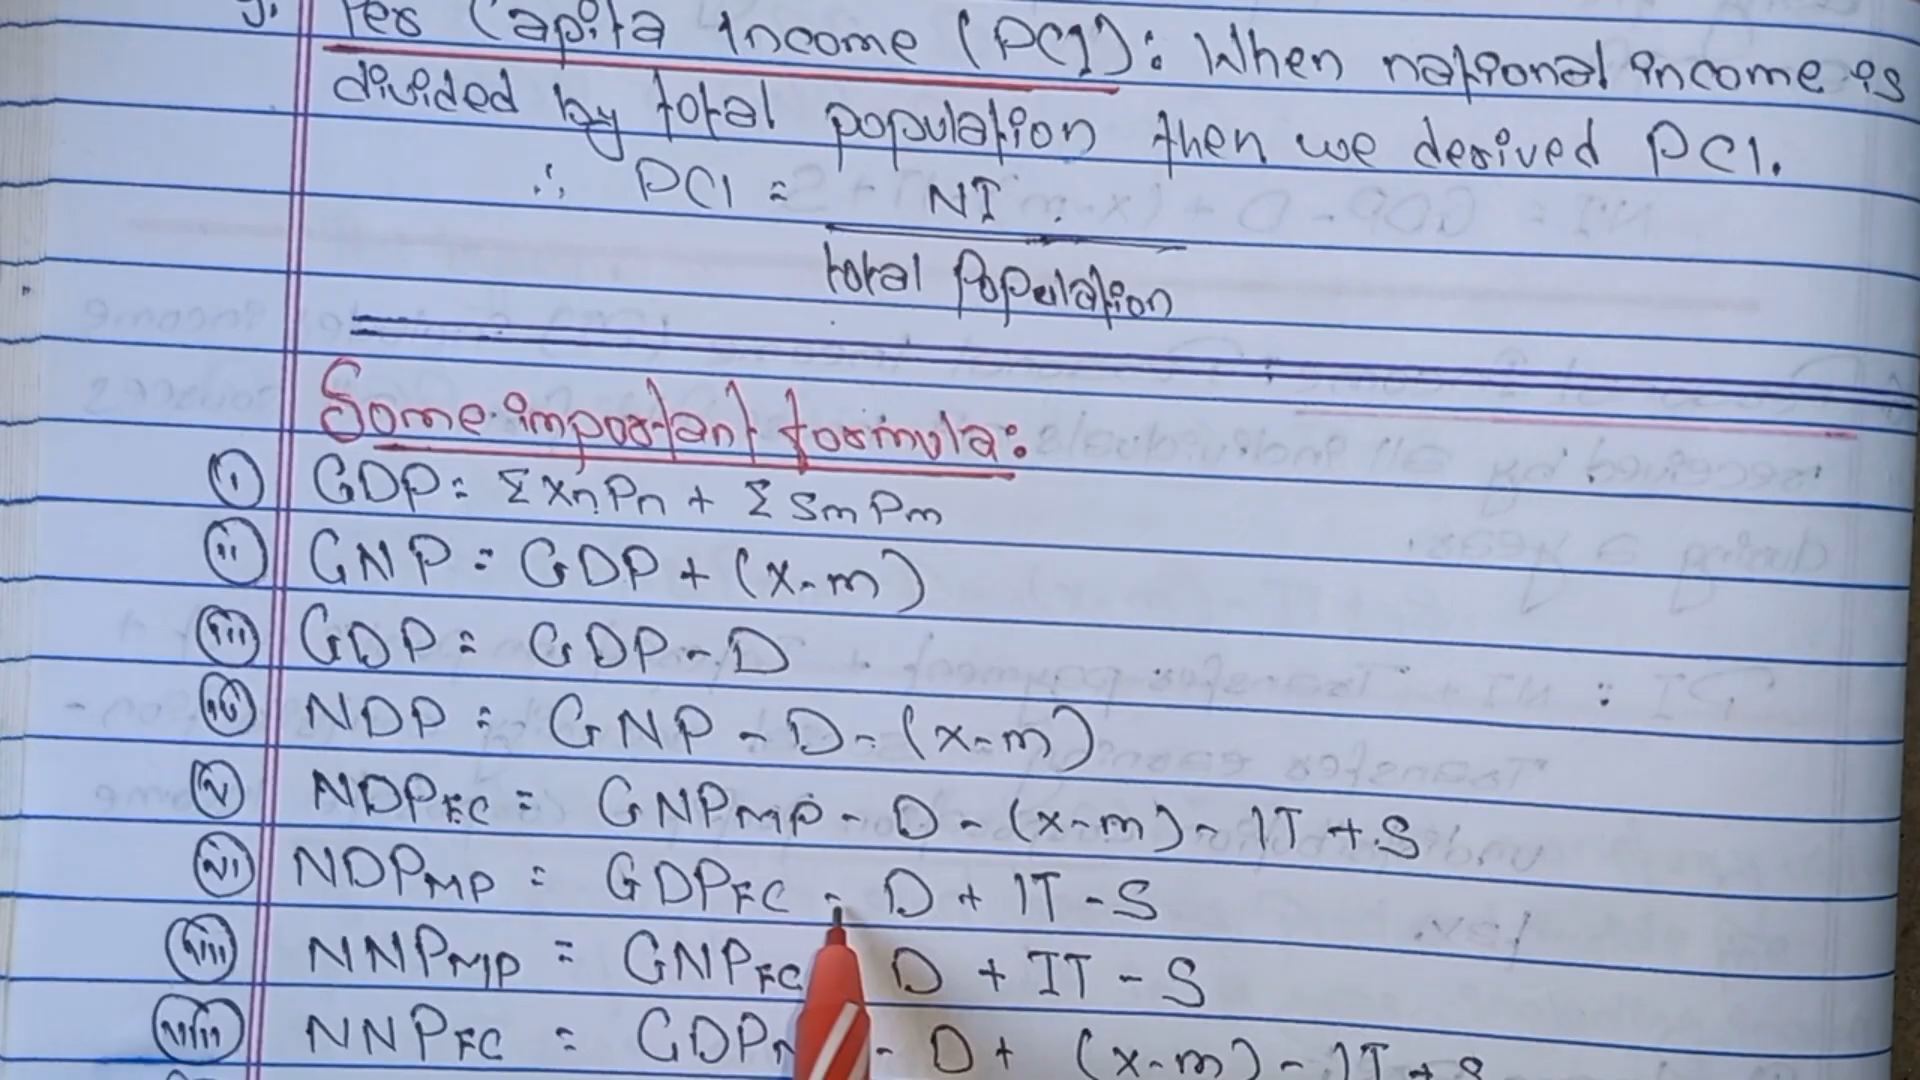 9. Per Capita Income (PCI): When national income is
divided by total population then we derived PCI.
∴ PCI = NI
total Population
Some important formula:
(i) GDP = ΣXnPn + ΣSmPm
(ii) GNP = GDP + (x-m)
(iii) GDP = GDP - D
(iv) NDP = GNP - D - (x-m)
(v) NDPFC = GNPMP - D - (x-m) - IT + S
(vi) NDPMP = GDPFC - D + IT - S
(vii) NNPMP = GNPFC D + IT - S
(viii) NNPFC = GDP - D + (x-m) - IT + S